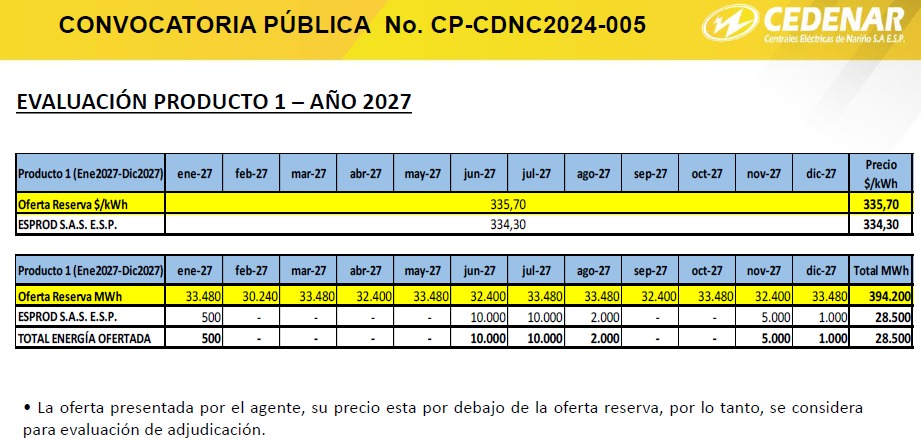 CONVOCATORIA PÚBLICA No. CP-CDNC2024-005
CEDENAR
Centrales Eléctricas de Nariño S.A E.S.P.
EVALUACIÓN PRODUCTO 1 – AÑO 2027
Producto 1 (Ene2027-Dic2027) ene-27 feb-27 mar-27 abr-27 may-27 jun-27 jul-27 ago-27 sep-27 oct-27 nov-27 dic-27 Precio $/kWh
Oferta Reserva $/kWh 335,70 335,70
ESPROD S.A.S. E.S.P. 334,30 334,30
Producto 1 (Ene2027-Dic2027) ene-27 feb-27 mar-27 abr-27 may-27 jun-27 jul-27 ago-27 sep-27 oct-27 nov-27 dic-27 Total MWh
Oferta Reserva MWh 33.480 30.240 33.480 32.400 33.480 32.400 33.480 33.480 32.400 33.480 32.400 33.480 394.200
ESPROD S.A.S. E.S.P. 500 - - - - 10.000 10.000 2.000 - - 5.000 1.000 28.500
TOTAL ENERGÍA OFERTADA 500 - - - - 10.000 10.000 2.000 - - 5.000 1.000 28.500
• La oferta presentada por el agente, su precio esta por debajo de la oferta reserva, por lo tanto, se considera
para evaluación de adjudicación.